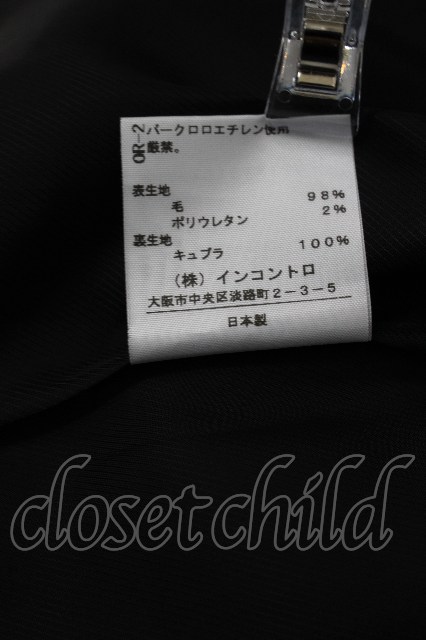 OR-2
パークロロエチレン使用
厳禁。
表生地
毛 98%
ポリウレタン 2%
裏生地
キュプラ 100%
(株) インコントロ
大阪市中央区淡路町2-3-5
日本製
closetchild